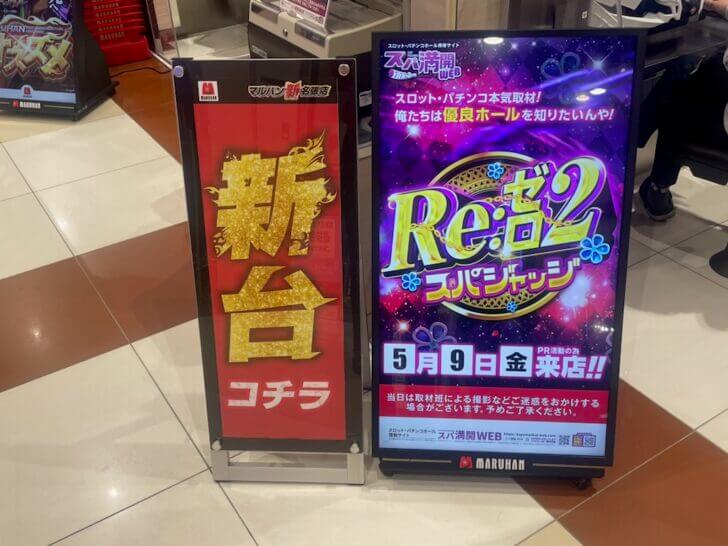 マルハン新名張店
新
台
コチラ
スロット・パチンコホール情報サイト
スパ満開WEB
スロット・パチンコ本気取材!
俺たちは優良ホールを知りたいんや!
Re:ゼロ2
スパジャッジ
5月9日金
PR活動の為
来店!!
当日は取材班による撮影などご迷惑をおかけする
場合がございます。予めご了承ください。
スロット・パチンコホール
情報サイト
スパ満開WEB
MARUHAN